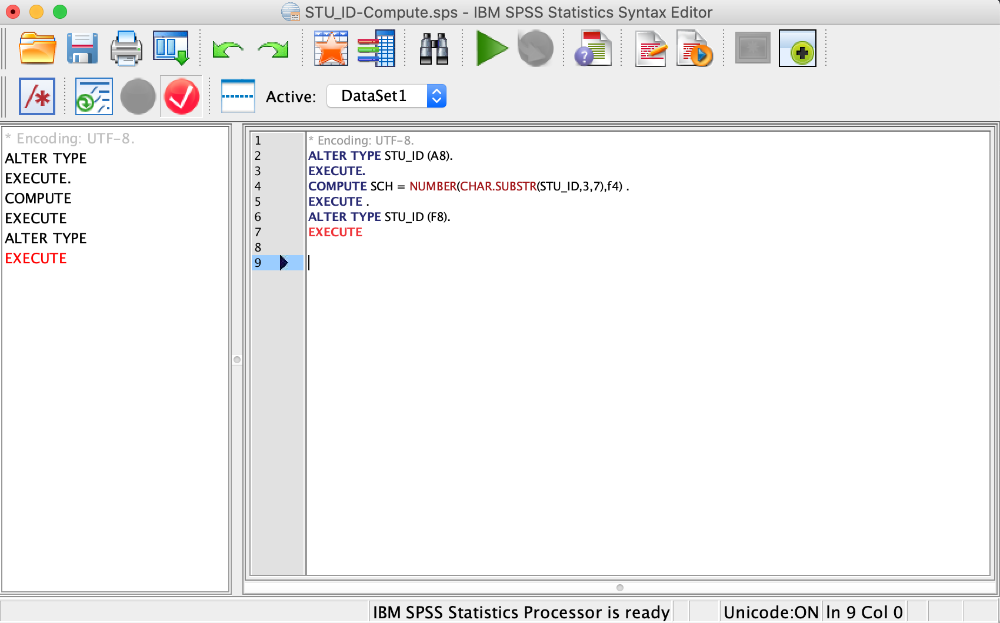 STU_ID-Compute.sps - IBM SPSS Statistics Syntax Editor
Active: DataSet1
* Encoding: UTF-8.
ALTER TYPE
EXECUTE.
COMPUTE
EXECUTE
ALTER TYPE
EXECUTE
1 * Encoding: UTF-8.
2 ALTER TYPE STU_ID (A8).
3 EXECUTE.
4 COMPUTE SCH = NUMBER(CHAR.SUBSTR(STU_ID,3,7),f4) .
5 EXECUTE .
6 ALTER TYPE STU_ID (F8).
7 EXECUTE
8
9
IBM SPSS Statistics Processor is ready Unicode:ON In 9 Col 0